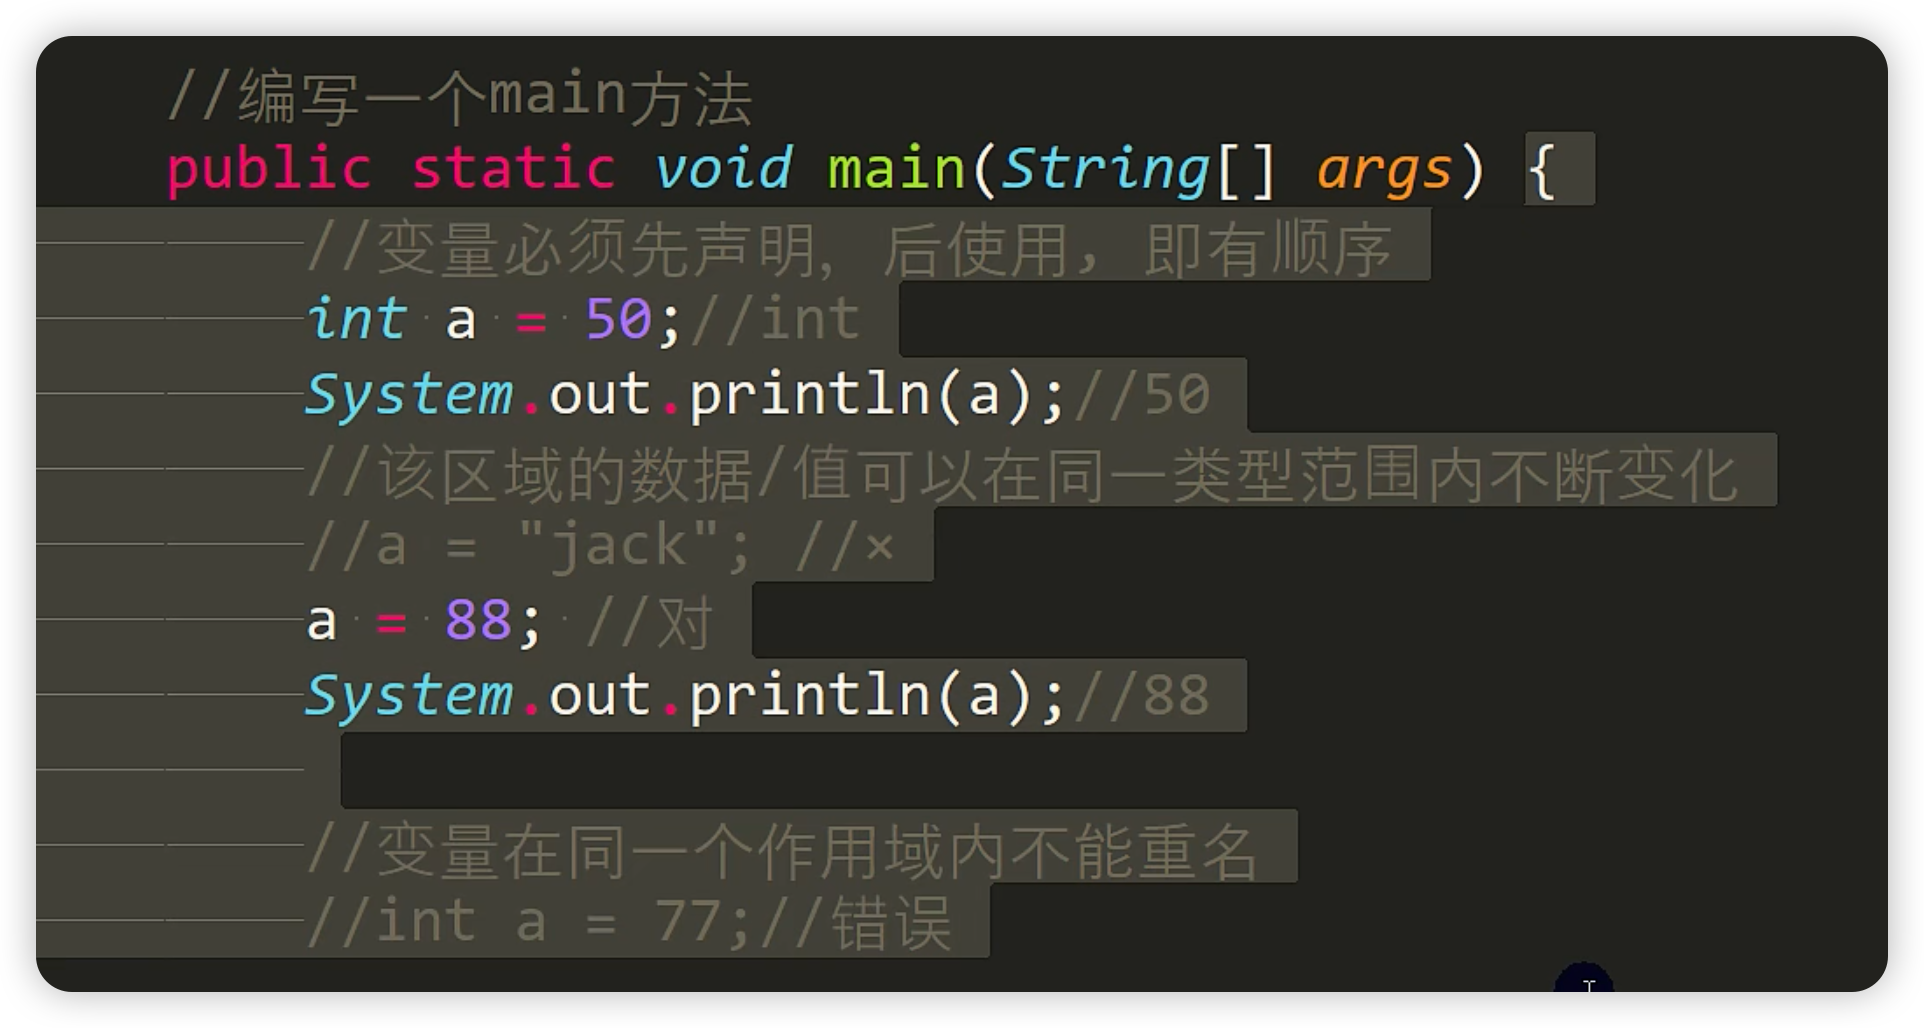 //编写一个main方法
public static void main(String[] args) {
//变量必须先声明，后使用，即有顺序
int a = 50;//int
System.out.println(a);//50
//该区域的数据/值可以在同一类型范围内不断变化
//a = "jack"; //×
a = 88; //对
System.out.println(a);//88
//变量在同一个作用域内不能重名
//int a = 77;//错误